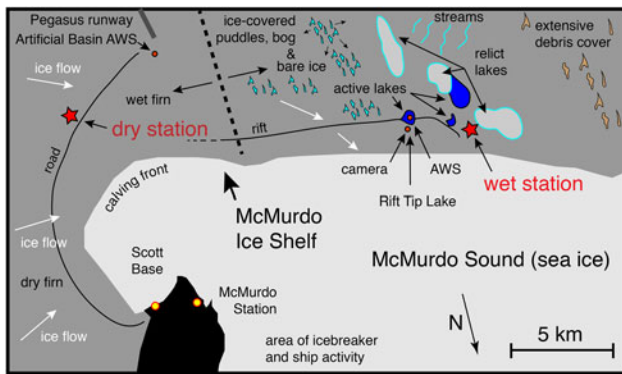 Pegasus runway
Artificial Basin AWS
ice-covered
puddles, bog
& bare ice
streams
extensive
debris cover
relict
lakes
ice flow
wet firn
active lakes
dry station
rift
road
camera
AWS
wet station
Rift Tip Lake
calving front
McMurdo
Ice Shelf
ice flow
Scott
Base
McMurdo Sound (sea ice)
dry firn
McMurdo
Station
N
5 km
ice flow
area of icebreaker
and ship activity